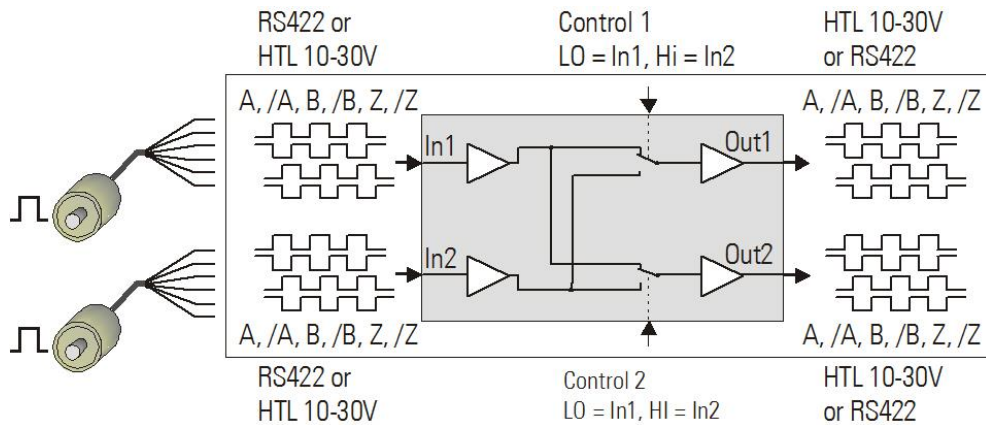 RS422 or
HTL 10-30V
Control 1
LO = In1, Hi = In2
HTL 10-30V
or RS422
A, /A, B, /B, Z, /Z
A, /A, B, /B, Z, /Z
In1
Out1
In2
Out2
A, /A, B, /B, Z, /Z
A, /A, B, /B, Z, /Z
RS422 or
HTL 10-30V
Control 2
LO = In1, HI = In2
HTL 10-30V
or RS422